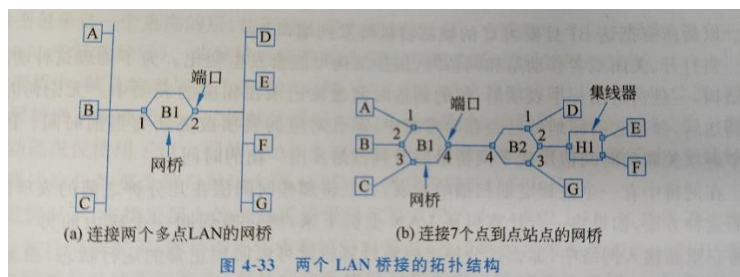 A
D
端口
E
B
B1
1
2
网桥
F
C
G
(a) 连接两个多点LAN的网桥
集线器
端口
A
1
D
1
E
2
2
B
B1
B2
H1
F
3
4
4
3
C
网桥
G
(b) 连接7个点到点站点的网桥
图 4-33 两个 LAN 桥接的拓扑结构